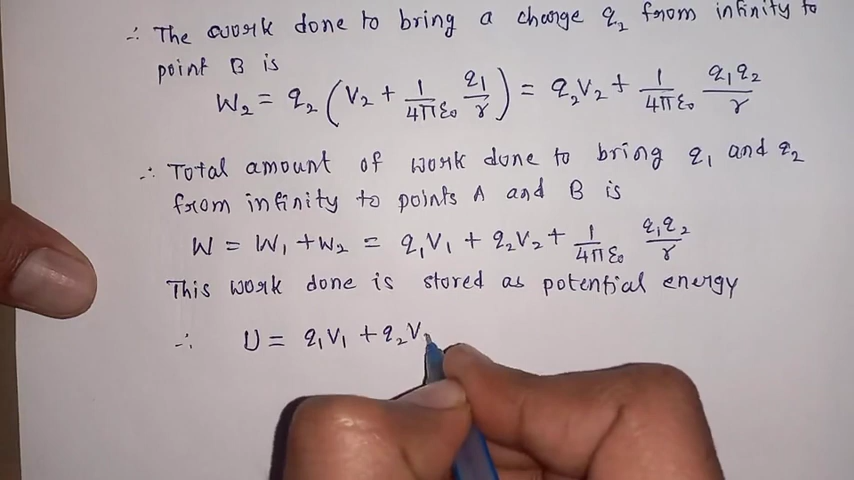 ∴ The work done to bring a charge q₂ from infinity to
point B is
W₂ = q₂ (V₂ + 1/4πε₀ q₁/r) = q₂V₂ + 1/4πε₀ q₁q₂/r
∴ Total amount of work done to bring q₁ and q₂
from infinity to points A and B is
W = W₁ + W₂ = q₁V₁ + q₂V₂ + 1/4πε₀ q₁q₂/r
This work done is stored as potential energy
∴ U = q₁V₁ + q₂V₂